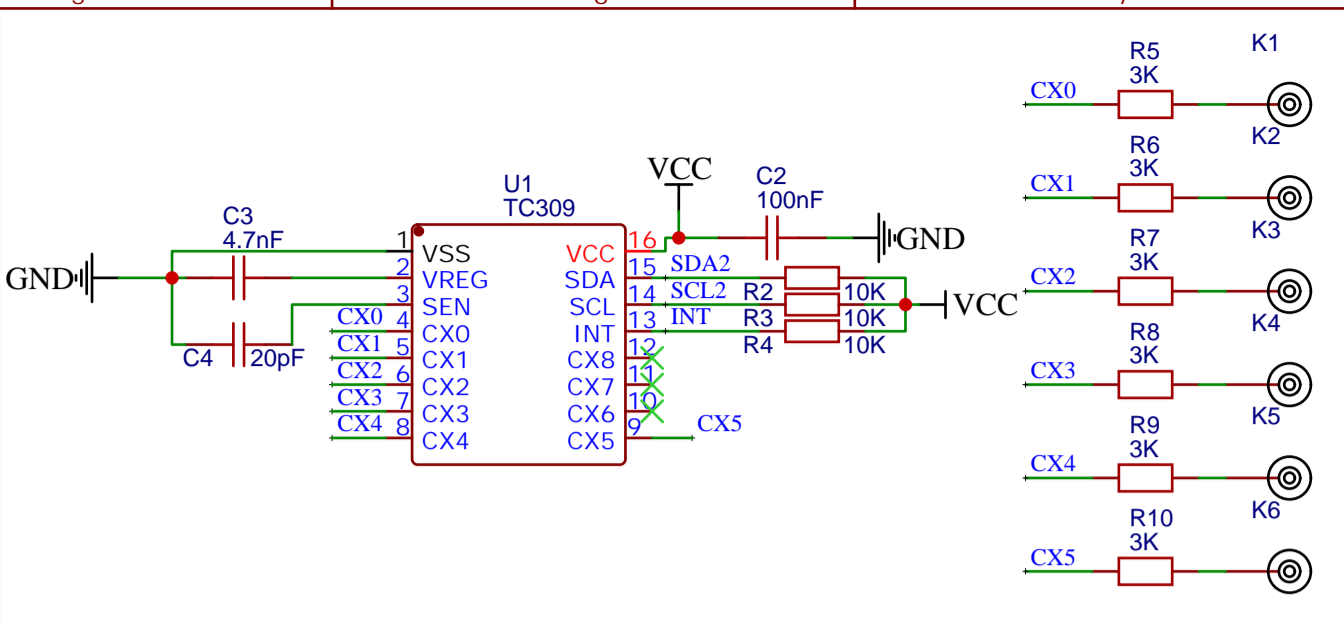 U1
TC309
VCC
C2
100nF
GND
C3
4.7nF
GND
C4
20pF
1
VSS
2
VREG
3
SEN
CX0
4
CX0
CX1
5
CX1
CX2
6
CX2
CX3
7
CX3
CX4
8
CX4
16
VCC
15
SDA
SDA2
14
SCL
SCL2
13
INT
INT
12
CX8
11
CX7
10
CX6
9
CX5
CX5
R2
10K
R3
10K
R4
10K
VCC
K1
R5
3K
CX0
K2
R6
3K
CX1
K3
R7
3K
CX2
K4
R8
3K
CX3
K5
R9
3K
CX4
K6
R10
3K
CX5